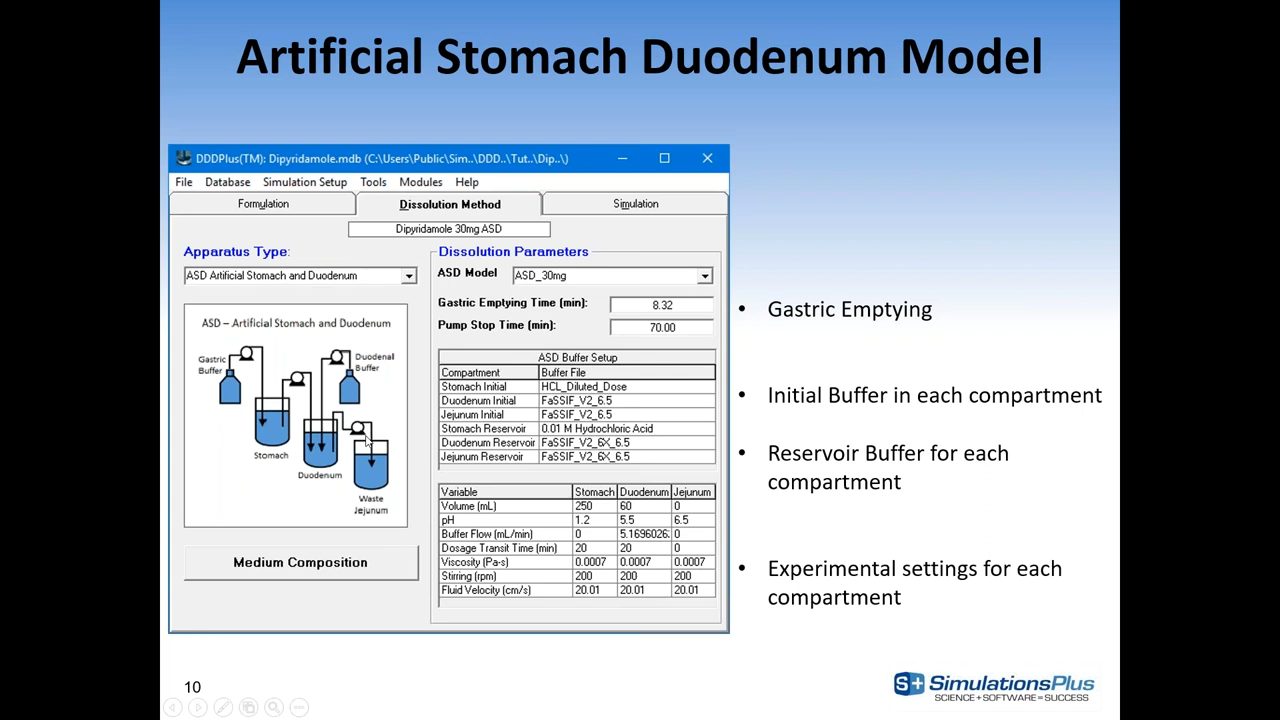 Artificial Stomach Duodenum Model
DDDPlus(TM): Dipyridamole.mdb (C:\Users\Public\Sim..\DDD..\Tut..\Dip..\)
File Database Simulation Setup Tools Modules Help
Formulation Dissolution Method Simulation
Dipyridamole 30mg ASD
Apparatus Type:
ASD Artificial Stomach and Duodenum
ASD – Artificial Stomach and Duodenum
Gastric
Buffer
Duodenal
Buffer
Stomach
Duodenum
Waste
Jejunum
Medium Composition
Dissolution Parameters
ASD Model ASD_30mg
Gastric Emptying Time (min): 8.32
Pump Stop Time (min): 70.00
ASD Buffer Setup
Compartment Buffer File
Stomach Initial HCL_Diluted_Dose
Duodenum Initial FaSSIF_V2_6.5
Jejunum Initial FaSSIF_V2_6.5
Stomach Reservoir 0.01 M Hydrochloric Acid
Duodenum Reservoir FaSSIF_V2_6X_6.5
Jejunum Reservoir FaSSIF_V2_6X_6.5
Variable Stomach Duodenum Jejunum
Volume (mL) 250 60 0
pH 1.2 5.5 6.5
Buffer Flow (mL/min) 0 5.1696026 0
Dosage Transit Time (min) 20 20 0
Viscosity (Pa-s) 0.0007 0.0007 0.0007
Stirring (rpm) 200 200 200
Fluid Velocity (cm/s) 20.01 20.01 20.01
• Gastric Emptying
• Initial Buffer in each compartment
• Reservoir Buffer for each
compartment
• Experimental settings for each
compartment
10
S+ SimulationsPlus
SCIENCE + SOFTWARE = SUCCESS